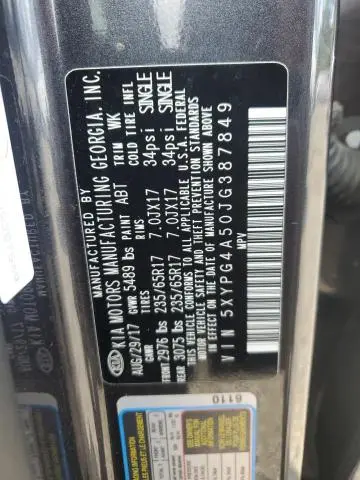 MANUFACTURED BY
KIA MOTORS MANUFACTURING GEORGIA, INC.
AUG/29/17 PAINT ABT TRIM WK
GVWR 5489 lbs
GAWR TIRES COLD TIRE INFL
FRONT 2976 lbs 235/65R17 7.0JX17 34psi SINGLE
REAR 3075 lbs 235/65R17 7.0JX17 34psi SINGLE
THIS VEHICLE CONFORMS TO ALL APPLICABLE U.S.A FEDERAL
MOTOR VEHICLE SAFETY AND THEFT PREVENTION STANDARDS
IN EFFECT ON THE DATE OF MANUFACTURE SHOWN ABOVE.
MPV
VIN 5XYPG4A50JG387849
KIA
6110